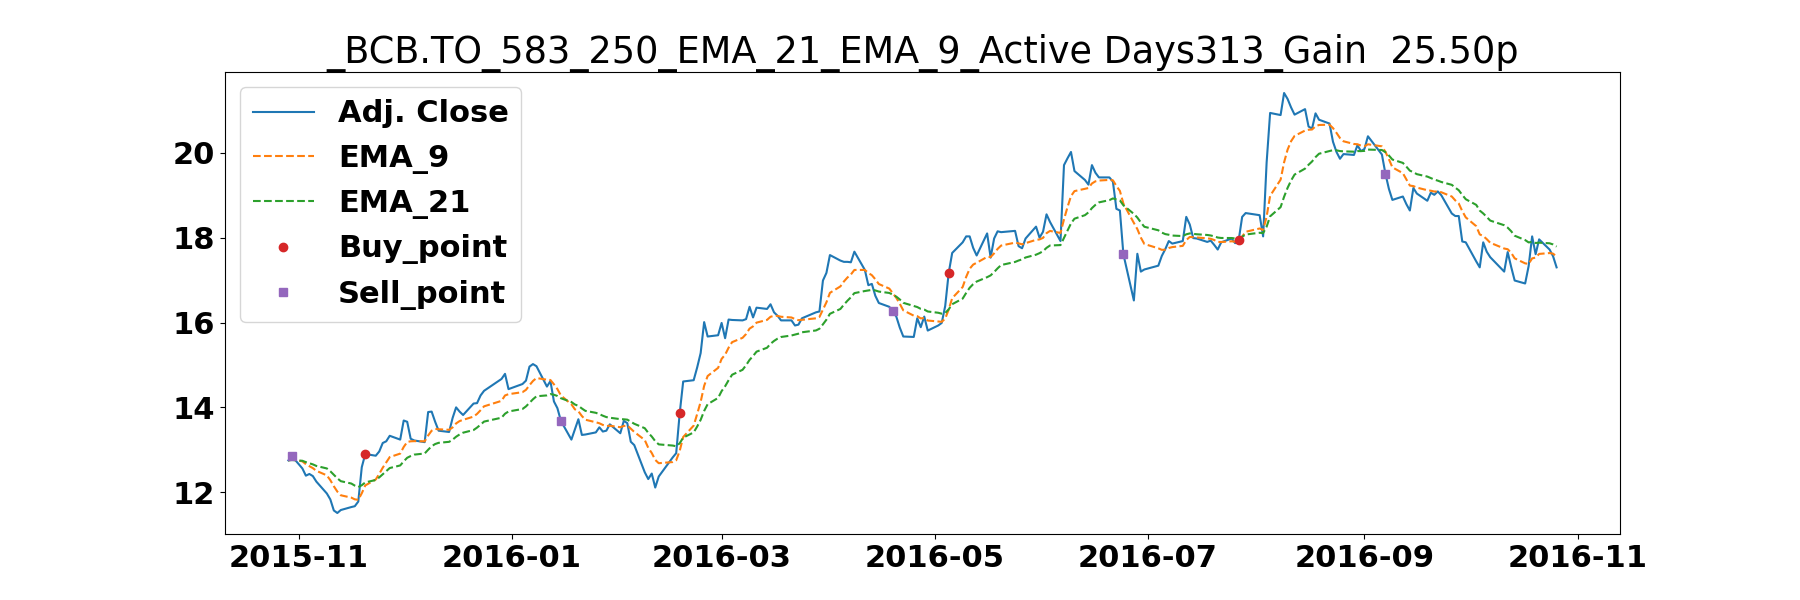 _BCB.TO_583_250_EMA_21_EMA_9_Active Days313_Gain  25.50p
Adj. Close
EMA_9
EMA_21
Buy_point
Sell_point
20
18
16
14
12
2015-11 2016-01 2016-03 2016-05 2016-07 2016-09 2016-11